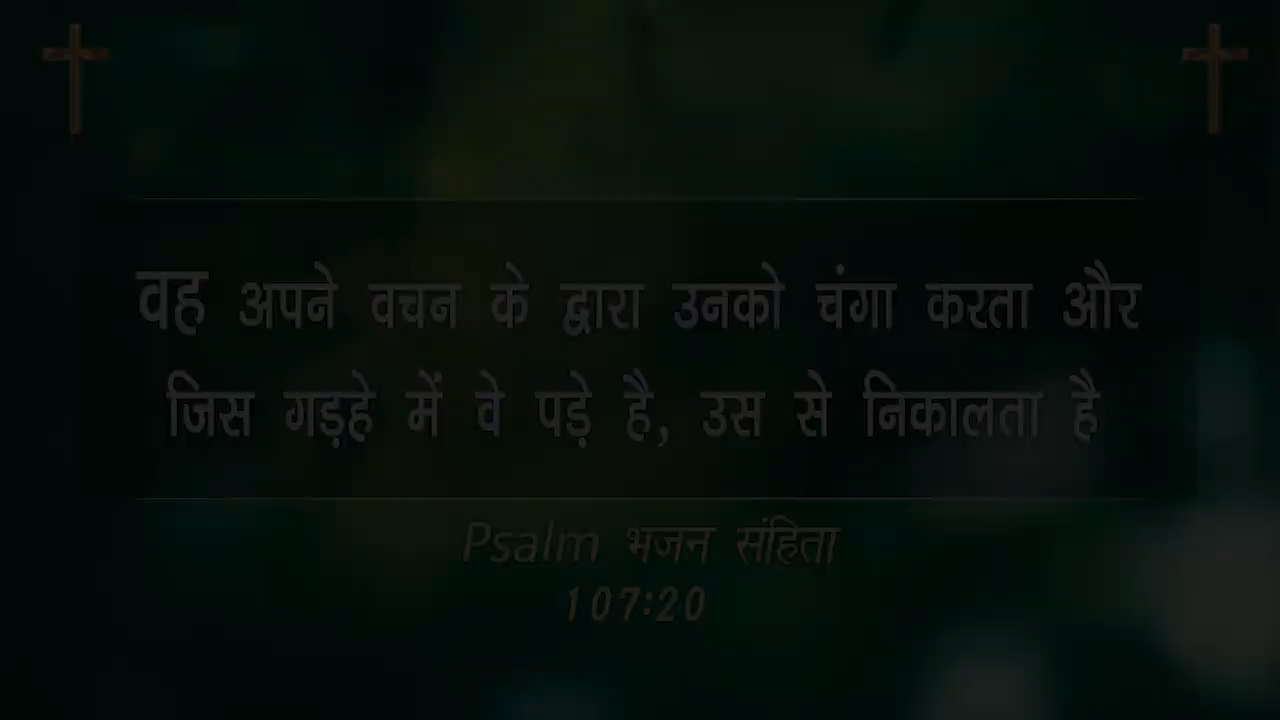 वह अपने वचन के द्वारा उनको चंगा करता और
जिस गड़हे में वे पड़े है, उस से निकालता है
Psalm भजन संहिता
107:20